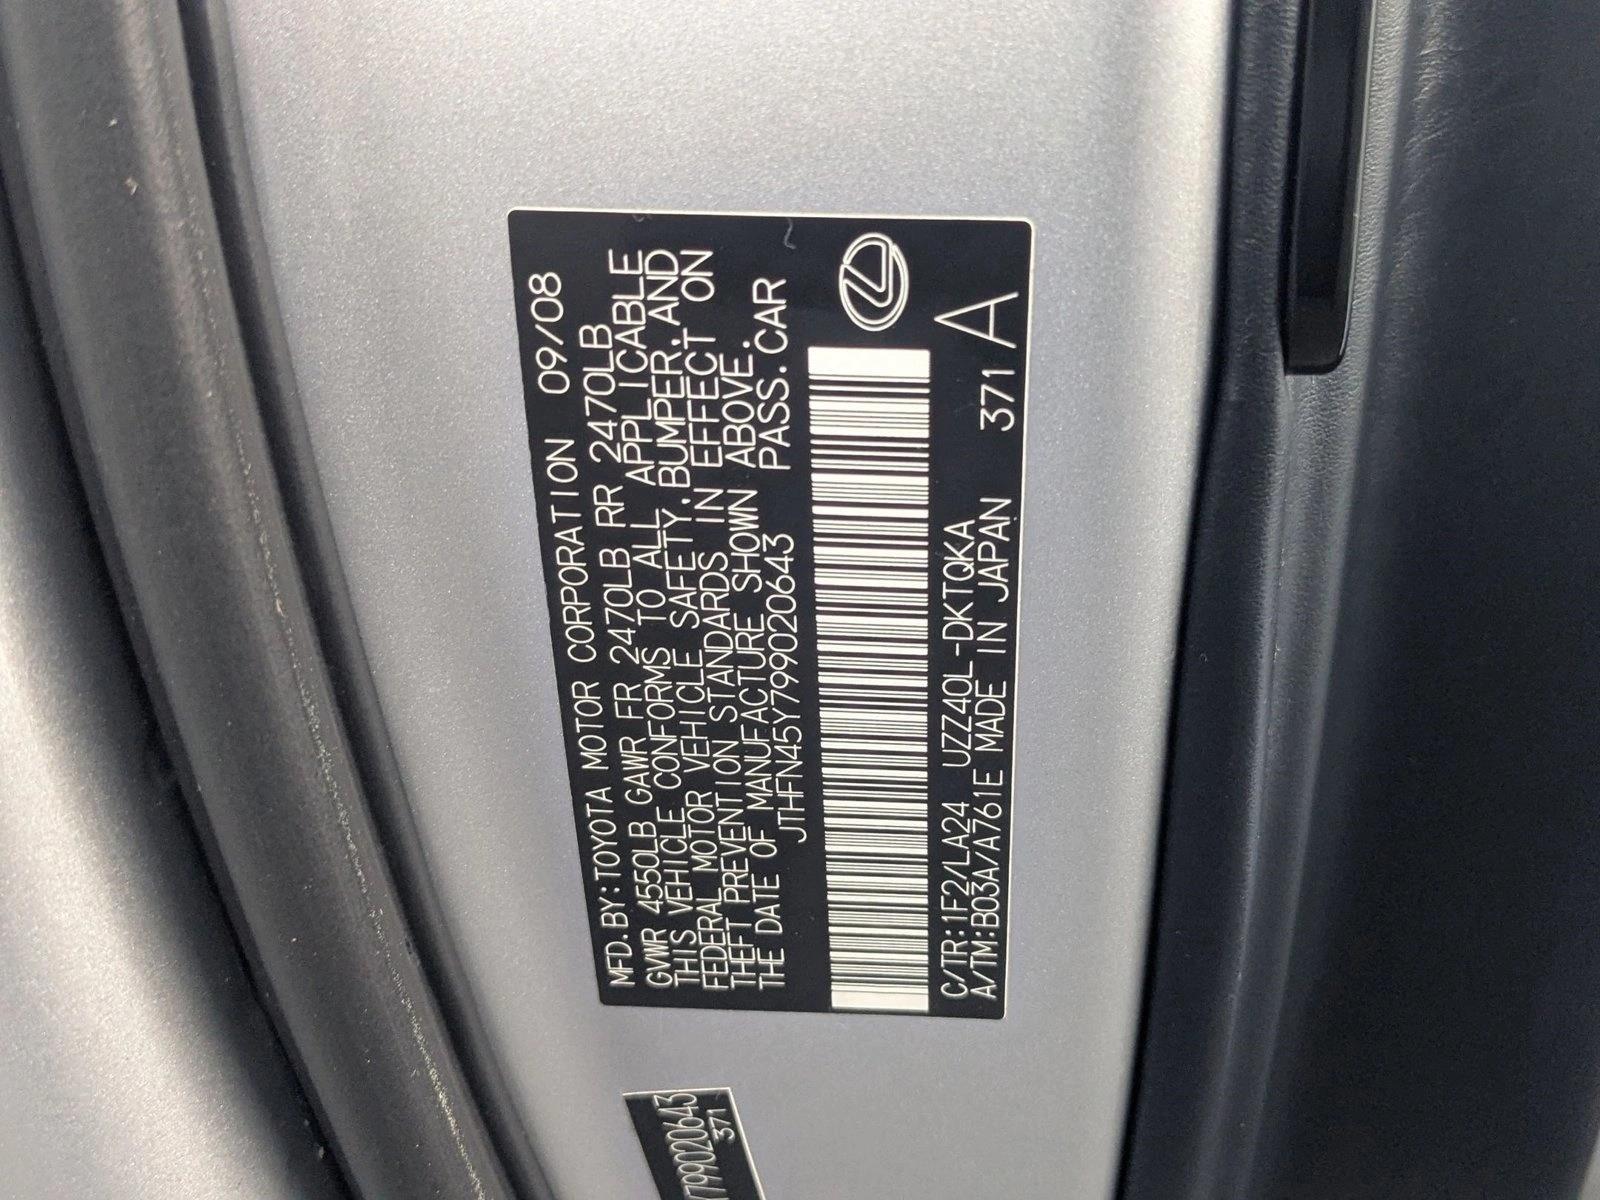 MFD.BY:TOYOTA MOTOR CORPORATION 09/08
GVWR 4550LB GAWR FR 2470LB RR 2470LB
THIS VEHICLE CONFORMS TO ALL APPLICABLE
FEDERAL MOTOR VEHICLE SAFETY,BUMPER,AND
THEFT PREVENTION STANDARDS IN EFFECT ON
THE DATE OF MANUFACTURE SHOWN ABOVE.
JTHFN45Y799020643 PASS.CAR
C/TR:1F2/LA24 UZZ40L-DKTQKA
A/TM:B03A/A761E MADE IN JAPAN 371 A
Y799020643
371